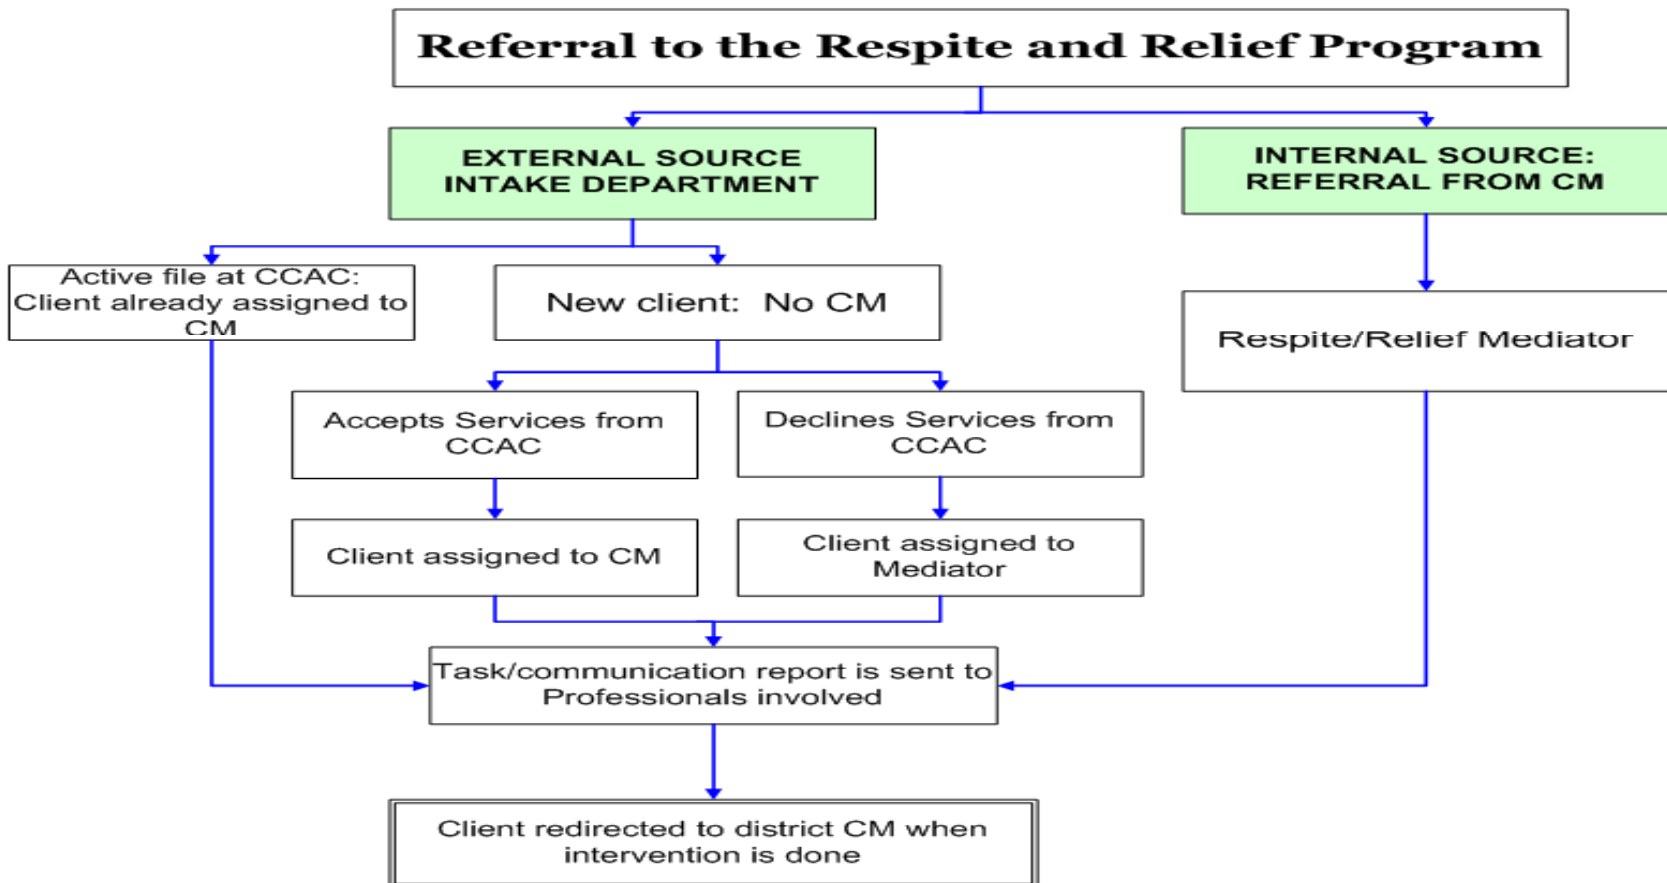 Referral to the Respite and Relief Program
EXTERNAL SOURCE
INTAKE DEPARTMENT
INTERNAL SOURCE:
REFERRAL FROM CM
Active file at CCAC:
Client already assigned to
CM
New client:  No CM
Respite/Relief Mediator
Accepts Services from
CCAC
Declines Services from
CCAC
Client assigned to CM
Client assigned to
Mediator
Task/communication report is sent to
Professionals involved
Client redirected to district CM when
intervention is done